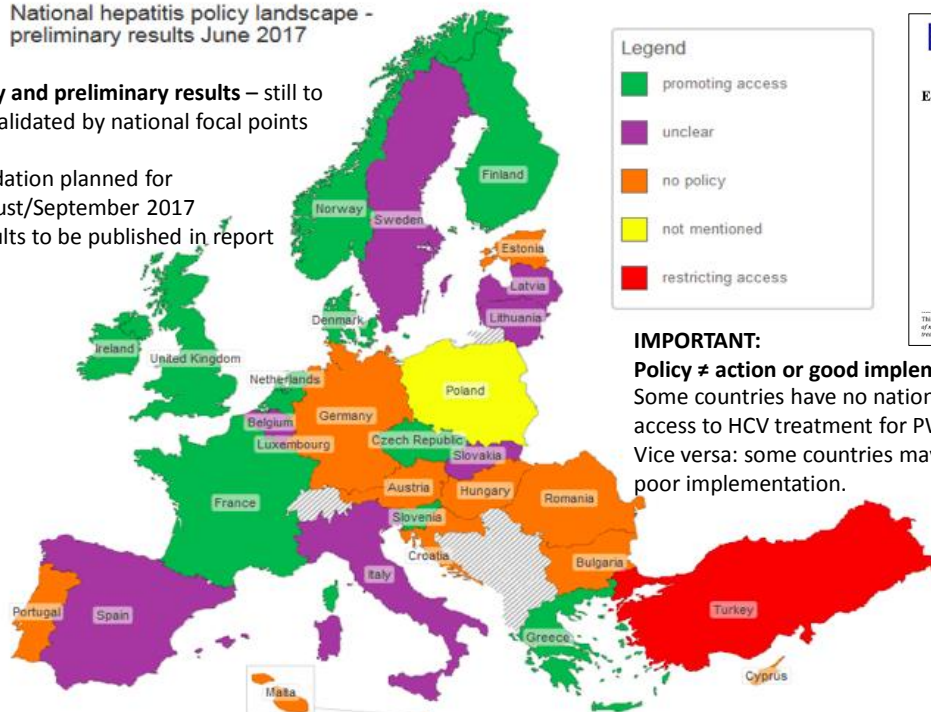 National hepatitis policy landscape -
preliminary results June 2017
y and preliminary results – still to
alidated by national focal points
dation planned for
ust/September 2017
ults to be published in report
Legend
promoting access
unclear
no policy
not mentioned
restricting access
E
IMPORTANT:
Policy ≠ action or good implen
Some countries have no nation
access to HCV treatment for PV
Vice versa: some countries may
poor implementation.
Finland
Norway
Sweden
Estonia
Latvia
Lithuania
Denmark
Ireland
United Kingdom
Netherlands
Poland
Germany
Belgium
Luxembourg
Czech Republic
Slovakia
Austria
Hungary
Romania
France
Slovenia
Croatia
Bulgaria
Italy
Portugal
Spain
Turkey
Greece
Cyprus
Malta